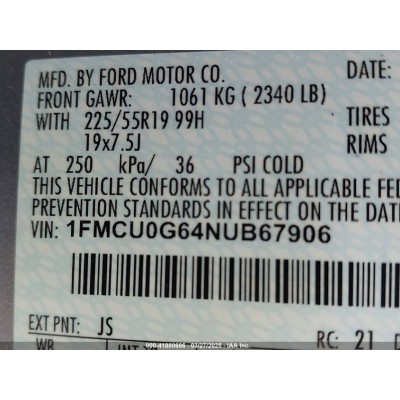 MFD. BY FORD MOTOR CO. DATE:
FRONT GAWR: 1061 KG ( 2340 LB)
WITH 225/55R19 99H TIRES
19x7.5J RIMS
AT 250 kPa/ 36 PSI COLD
THIS VEHICLE CONFORMS TO ALL APPLICABLE FED
PREVENTION STANDARDS IN EFFECT ON THE DAT
VIN: 1FMCU0G64NUB67906
EXT PNT: JS RC: 21
WB